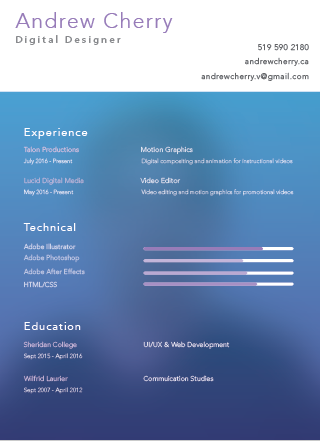 Andrew Cherry
Digital Designer
519 590 2180
andrewcherry.ca
andrewcherry.v@gmail.com
Experience
Talon Productions Motion Graphics
July 2016 - Present Digital compositing and animation for instructional videos
Lucid Digital Media Video Editor
May 2016 - Present Video editing and motion graphics for promotional videos
Technical
Adobe Illustrator
Adobe Photoshop
Adobe After Effects
HTML/CSS
Education
Sheridan College UI/UX & Web Development
Sept 2015 - April 2016
Wilfrid Laurier Commuication Studies
Sept 2007 - April 2012